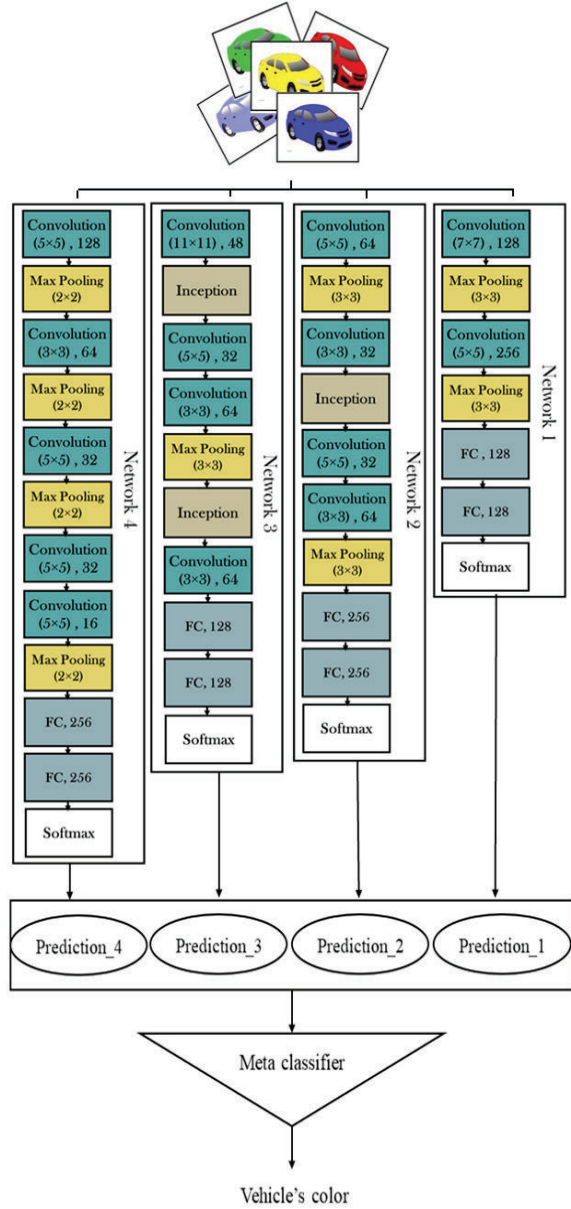 Convolution
(5×5) , 128
Max Pooling
(2×2)
Convolution
(3×3) , 64
Max Pooling
(2×2)
Convolution
(5×5) , 32
Max Pooling
(2×2)
Convolution
(5×5) , 32
Convolution
(5×5) , 16
Max Pooling
(2×2)
FC, 256
FC, 256
Softmax
Network 4
Convolution
(11×11) , 48
Inception
Convolution
(5×5) , 32
Convolution
(3×3) , 64
Max Pooling
(3×3)
Inception
Convolution
(3×3) , 64
FC, 128
FC, 128
Softmax
Network 3
Convolution
(5×5) , 64
Max Pooling
(3×3)
Convolution
(3×3) , 32
Inception
Convolution
(5×5) , 32
Convolution
(3×3) , 64
Max Pooling
(3×3)
FC, 256
FC, 256
Softmax
Network 2
Convolution
(7×7) , 128
Max Pooling
(3×3)
Convolution
(5×5) , 256
Max Pooling
(3×3)
FC, 128
FC, 128
Softmax
Network 1
Prediction_4
Prediction_3
Prediction_2
Prediction_1
Meta classifier
Vehicle's color